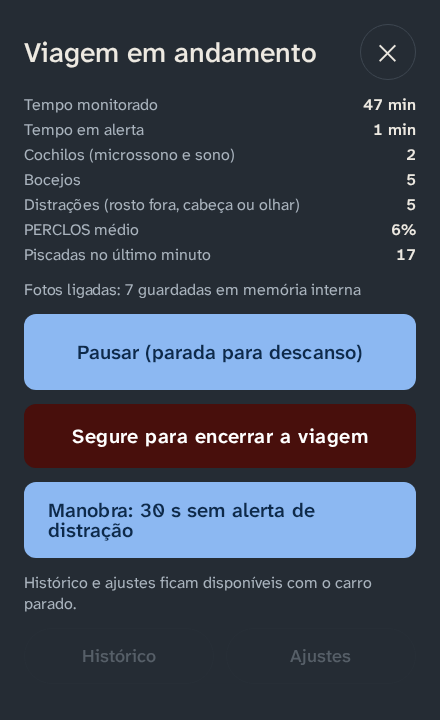 Viagem em andamento
Tempo monitorado 47 min
Tempo em alerta 1 min
Cochilos (microssono e sono) 2
Bocejos 5
Distrações (rosto fora, cabeça ou olhar) 5
PERCLOS médio 6%
Piscadas no último minuto 17
Fotos ligadas: 7 guardadas em memória interna
Pausar (parada para descanso)
Segure para encerrar a viagem
Manobra: 30 s sem alerta de
distração
Histórico e ajustes ficam disponíveis com o carro
parado.
Histórico Ajustes